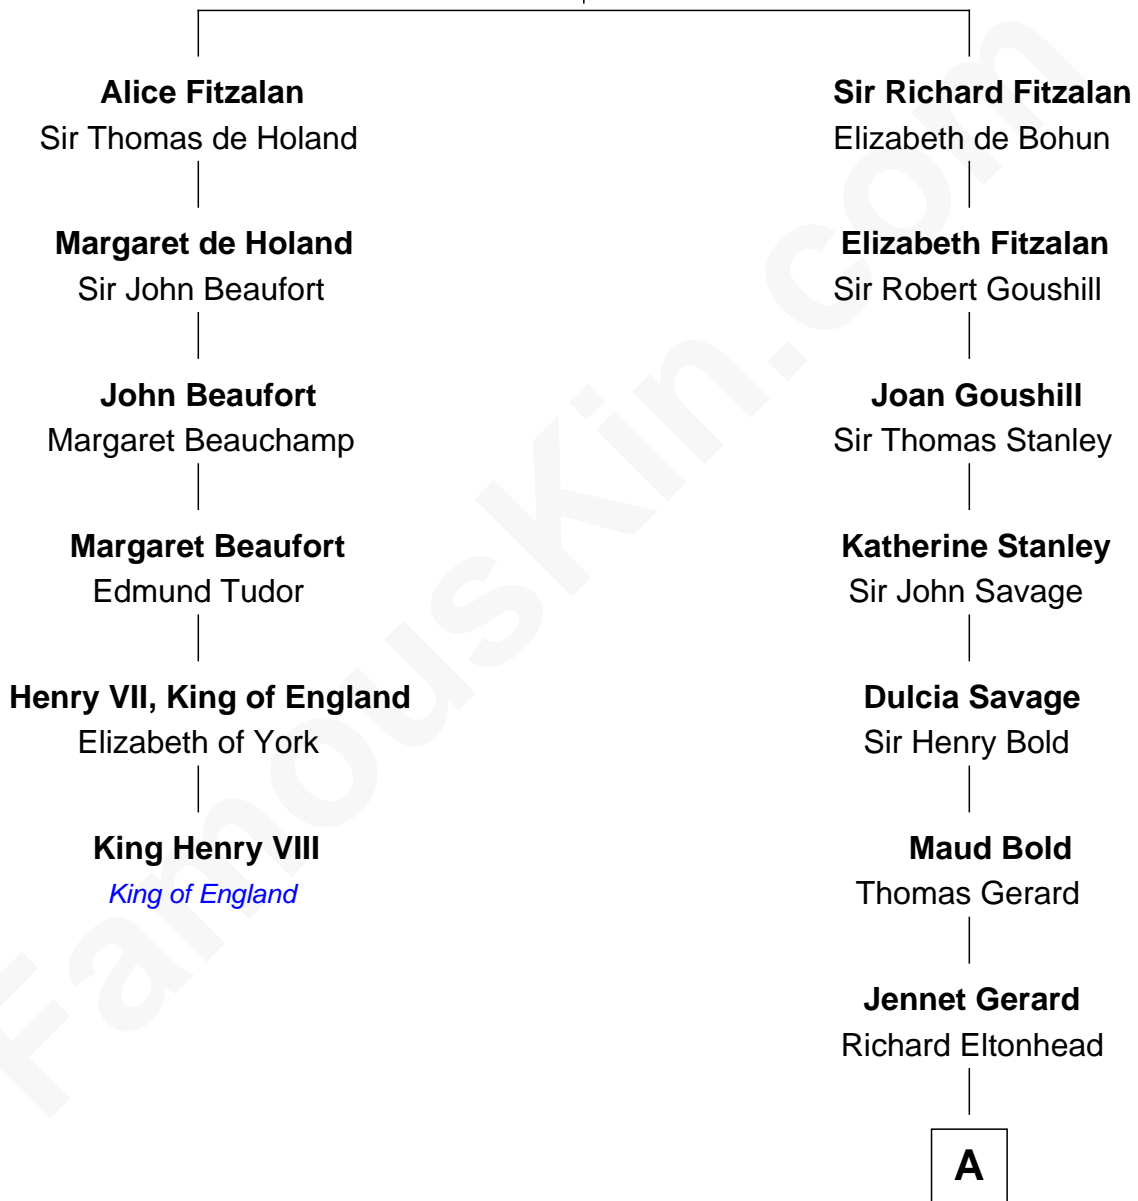 Alice Fitzalan
Sir Thomas de Holand
Margaret de Holand
Sir John Beaufort
John Beaufort
Margaret Beauchamp
Margaret Beaufort
Edmund Tudor
Henry VII, King of England
Elizabeth of York
King Henry VIII
King of England
Sir Richard Fitzalan
Elizabeth de Bohun
Elizabeth Fitzalan
Sir Robert Goushill
Joan Goushill
Sir Thomas Stanley
Katherine Stanley
Sir John Savage
Dulcia Savage
Sir Henry Bold
Maud Bold
Thomas Gerard
Jennet Gerard
Richard Eltonhead
A
FamousKin.com